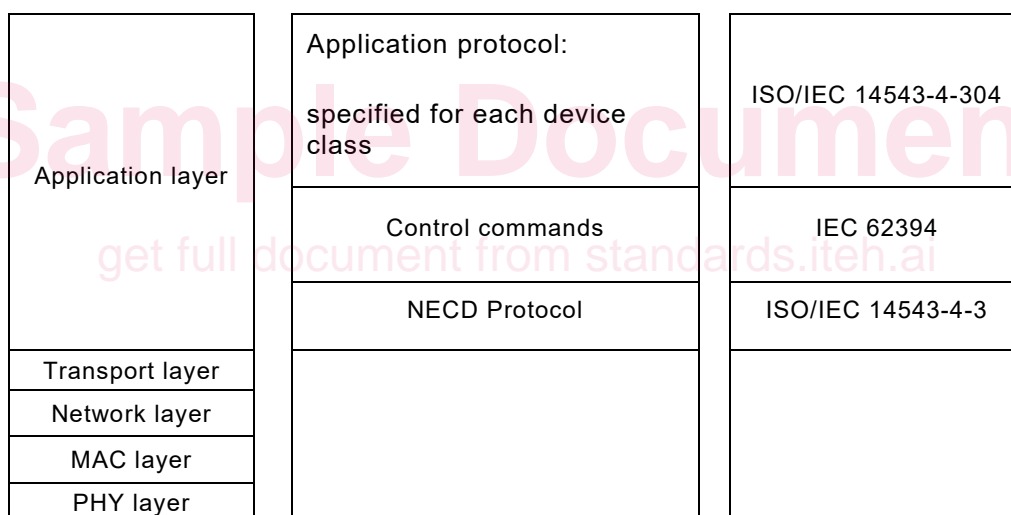 Application layer
Transport layer
Network layer
MAC layer
PHY layer
Application protocol:
specified for each device
class
Control commands
NECD Protocol
ISO/IEC 14543-4-304
IEC 62394
ISO/IEC 14543-4-3
Sample Documen
get full document from standards.iteh.ai